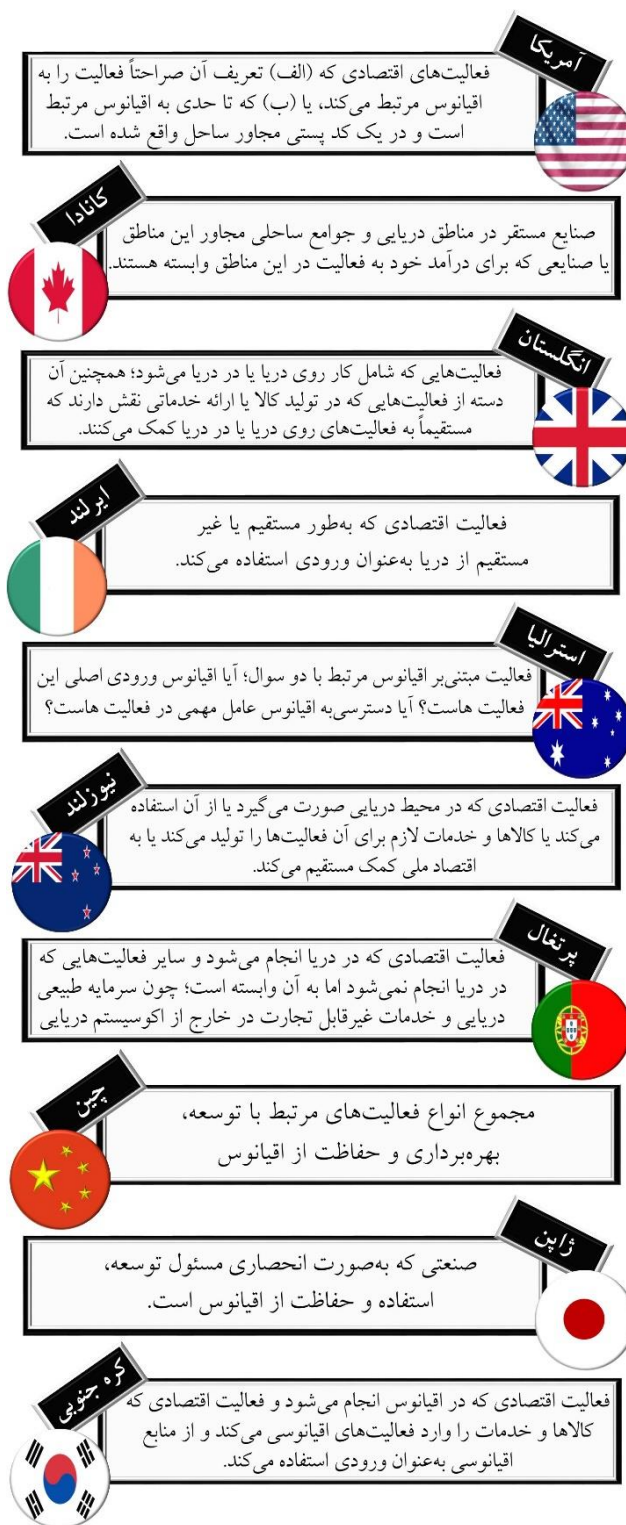 آمریکا
فعالیت‌های اقتصادی که (الف) تعریف آن صراحتاً فعالیت را به
اقیانوس مرتبط می‌کند، یا (ب) که تا حدی به اقیانوس مرتبط
است و در یک کد پستی مجاور ساحل واقع شده است.
کانادا
صنایع مستقر در مناطق دریایی و جوامع ساحلی مجاور این مناطق
یا صنایعی که برای درآمد خود به فعالیت در این مناطق وابسته هستند.
انگلستان
فعالیت‌هایی که شامل کار روی دریا یا در دریا می‌شود؛ همچنین آن
دسته از فعالیت‌هایی که در تولید کالا یا ارائه خدماتی نقش دارند که
مستقیماً به فعالیت‌های روی دریا یا در دریا کمک می‌کنند.
ایرلند
فعالیت اقتصادی که به‌طور مستقیم یا غیر
مستقیم از دریا به‌عنوان ورودی استفاده می‌کند.
استرالیا
فعالیت مبتنی‌بر اقیانوس مرتبط با دو سوال؛ آیا اقیانوس ورودی اصلی این
فعالیت هاست؟ آیا دسترسی‌به اقیانوس عامل مهمی در فعالیت هاست؟
نیوزلند
فعالیت اقتصادی که در محیط دریایی صورت می‌گیرد یا از آن استفاده
می‌کند یا کالاها و خدمات لازم برای آن فعالیت‌ها را تولید می‌کند یا به
اقتصاد ملی کمک مستقیم می‌کند.
پرتغال
فعالیت اقتصادی که در دریا انجام می‌شود و سایر فعالیت‌هایی که
در دریا انجام نمی‌شود اما به آن وابسته است؛ چون سرمایه طبیعی
دریایی و خدمات غیرقابل تجارت در خارج از اکوسیستم دریایی
چین
مجموع انواع فعالیت‌های مرتبط با توسعه،
بهره‌برداری و حفاظت از اقیانوس
ژاپن
صنعتی که به‌صورت انحصاری مسئول توسعه،
استفاده و حفاظت از اقیانوس است.
کره جنوبی
فعالیت اقتصادی که در اقیانوس انجام می‌شود و فعالیت اقتصادی که
کالاها و خدمات را وارد فعالیت‌های اقیانوسی می‌کند و از منابع
اقیانوسی به‌عنوان ورودی استفاده می‌کند.